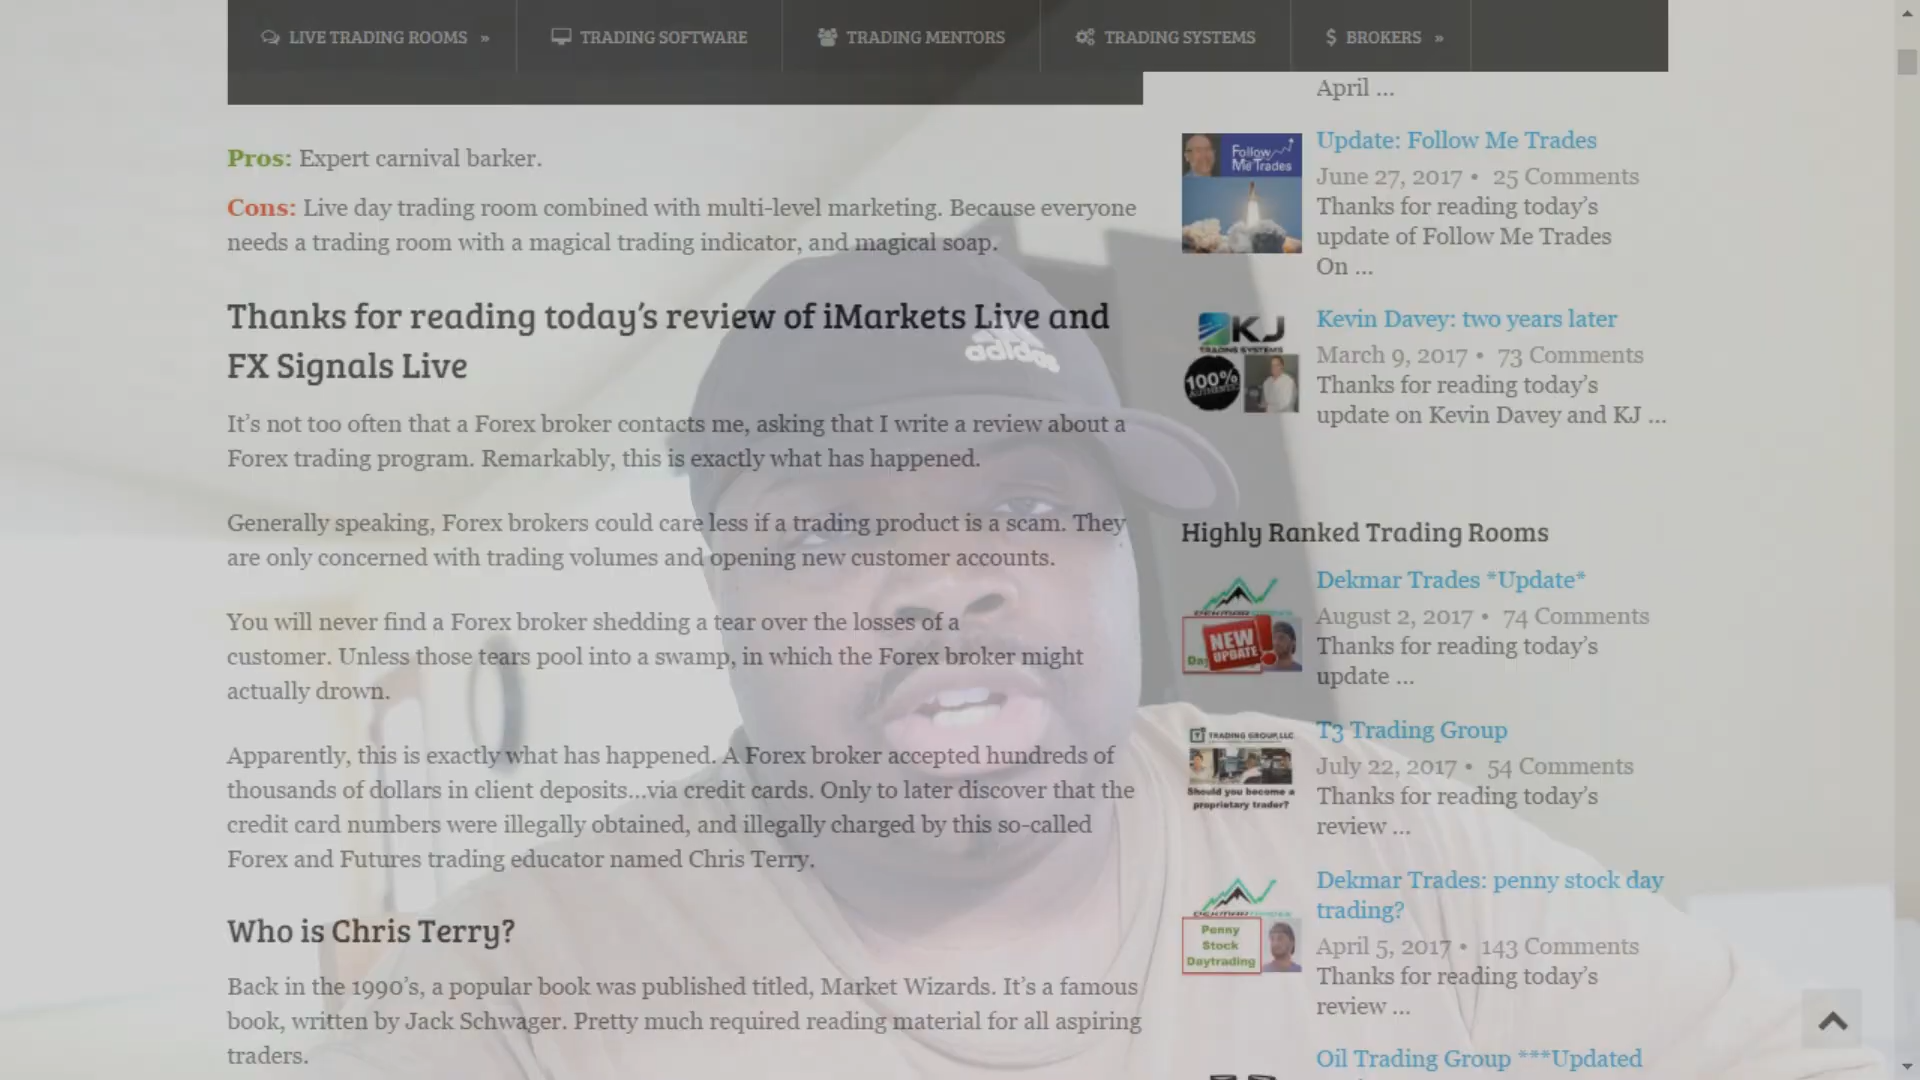 LIVE TRADING ROOMS »
TRADING SOFTWARE
TRADING MENTORS
TRADING SYSTEMS
$ BROKERS »
Pros: Expert carnival barker.
Cons: Live day trading room combined with multi-level marketing. Because everyone
needs a trading room with a magical trading indicator, and magical soap.
Thanks for reading today's review of iMarkets Live and
FX Signals Live
It's not too often that a Forex broker contacts me, asking that I write a review about a
Forex trading program. Remarkably, this is exactly what has happened.
Generally speaking, Forex brokers could care less if a trading product is a scam. They
are only concerned with trading volumes and opening new customer accounts.
You will never find a Forex broker shedding a tear over the losses of a
customer. Unless those tears pool into a swamp, in which the Forex broker might
actually drown.
Apparently, this is exactly what has happened. A Forex broker accepted hundreds of
thousands of dollars in client deposits...via credit cards. Only to later discover that the
credit card numbers were illegally obtained, and illegally charged by this so-called
Forex and Futures trading educator named Chris Terry.
Who is Chris Terry?
Back in the 1990's, a popular book was published titled, Market Wizards. It's a famous
book, written by Jack Schwager. Pretty much required reading material for all aspiring
traders.
adidas
April ...
Follow
Me Trades
Update: Follow Me Trades
June 27, 2017 • 25 Comments
Thanks for reading today's
update of Follow Me Trades
On ...
KJ
TRADING SYSTEMS
100%
Kevin Davey: two years later
March 9, 2017 • 73 Comments
Thanks for reading today's
update on Kevin Davey and KJ ...
Highly Ranked Trading Rooms
NEW
UPDATE
Dekmar Trades *Update*
August 2, 2017 • 74 Comments
Thanks for reading today's
update ...
TRADING GROUP, LLC
Should you become a
proprietary trader?
T3 Trading Group
July 22, 2017 • 54 Comments
Thanks for reading today's
review ...
Penny
Stock
Daytrading
Dekmar Trades: penny stock day
trading?
April 5, 2017 • 143 Comments
Thanks for reading today's
review ...
Oil Trading Group ***Updated